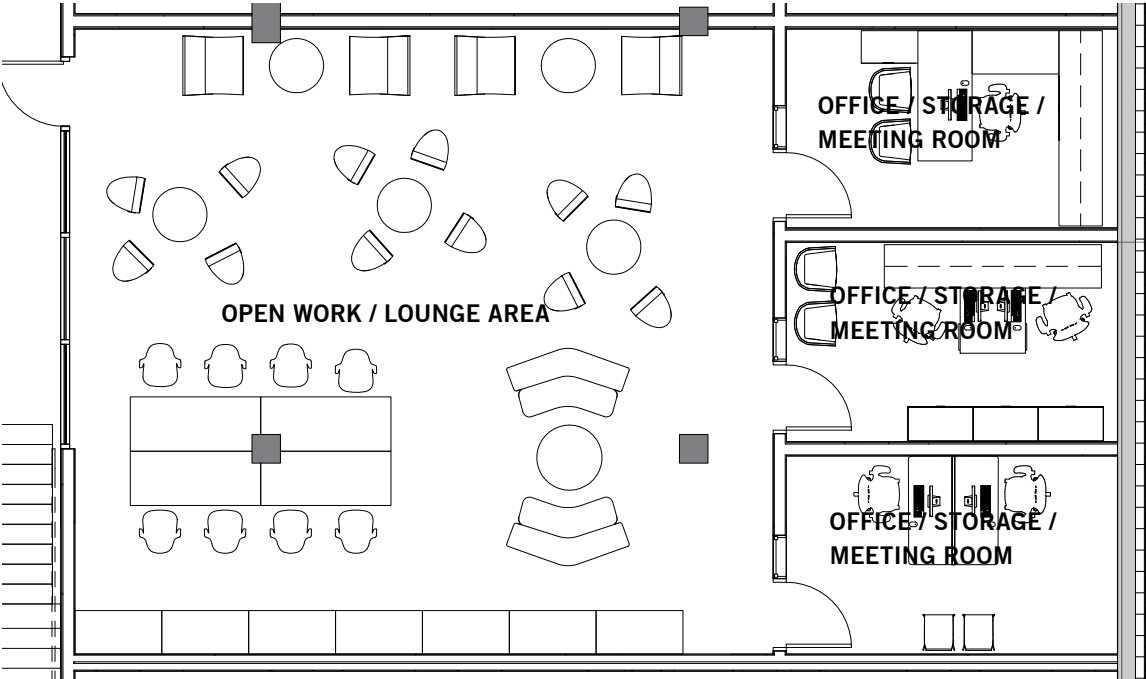 OFFICE / STORAGE /
MEETING ROOM
OPEN WORK / LOUNGE AREA
OFFICE / STORAGE /
MEETING ROOM
OFFICE / STORAGE /
MEETING ROOM